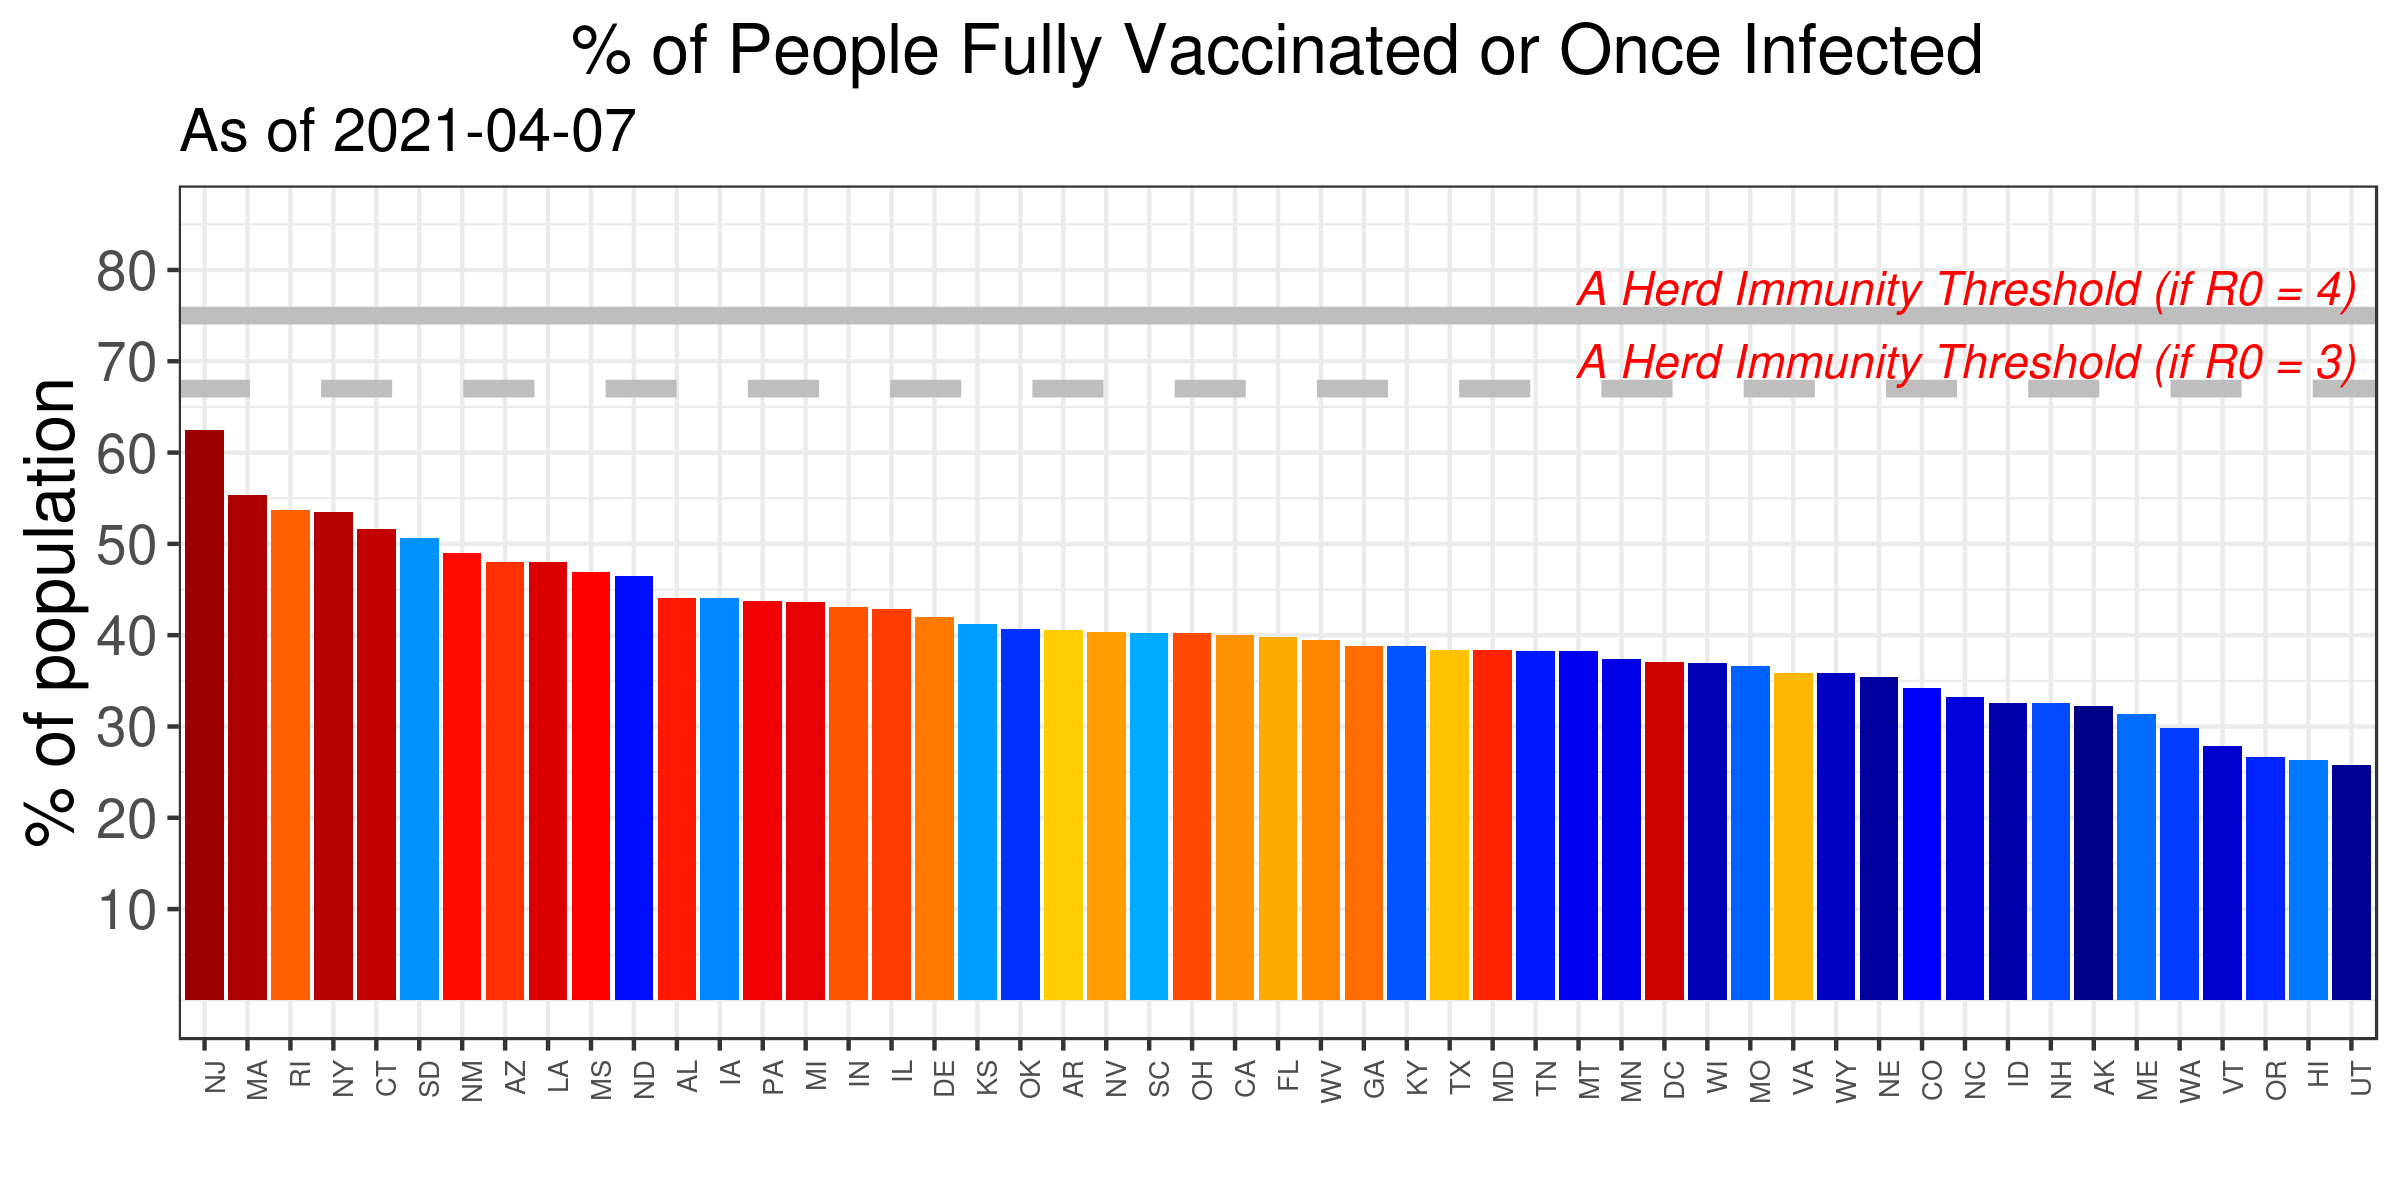 % of People Fully Vaccinated or Once Infected
As of 2021-04-07
% of population
80
70
60
50
40
30
20
10
A Herd Immunity Threshold (if R0 = 4)
A Herd Immunity Threshold (if R0 = 3)
NJ MA RI NY CT SD NM AZ LA MS ND AL IA PA MI IN IL DE KS OK AR NV SC OH CA FL WV GA KY TX MD TN MT MN DC WI MO VA WY NE CO NC ID NH AK ME WA VT OR HI UT